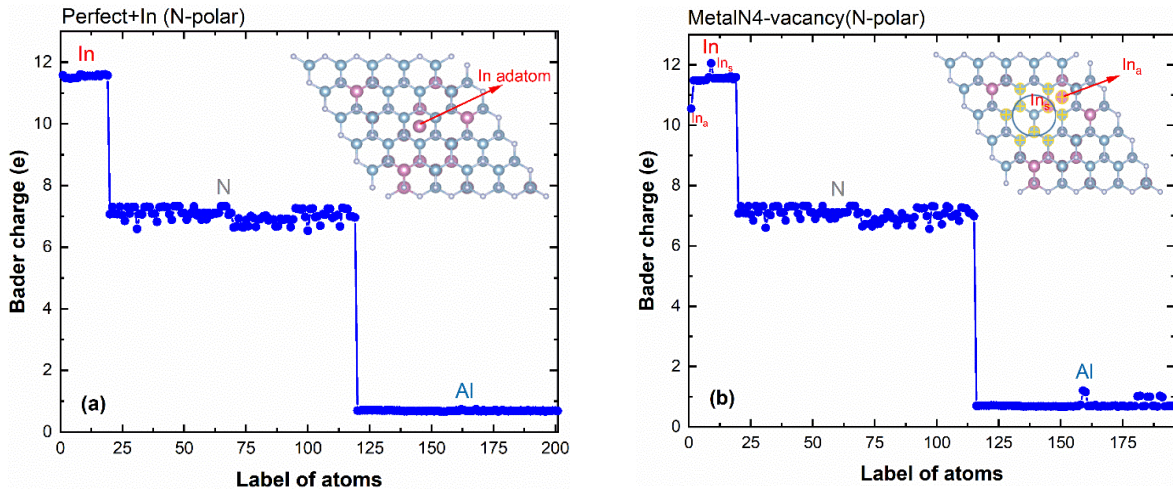 Perfect+In (N-polar)
In
In adatom
N
Al
(a)
12
10
8
6
4
2
0
0 25 50 75 100 125 150 175 200
Bader charge (e)
Label of atoms
MetalN4-vacancy(N-polar)
In
Ins
Ina
Ina
Ins
N
Al
(b)
12
10
8
6
4
2
0
0 25 50 75 100 125 150 175
Bader charge (e)
Label of atoms